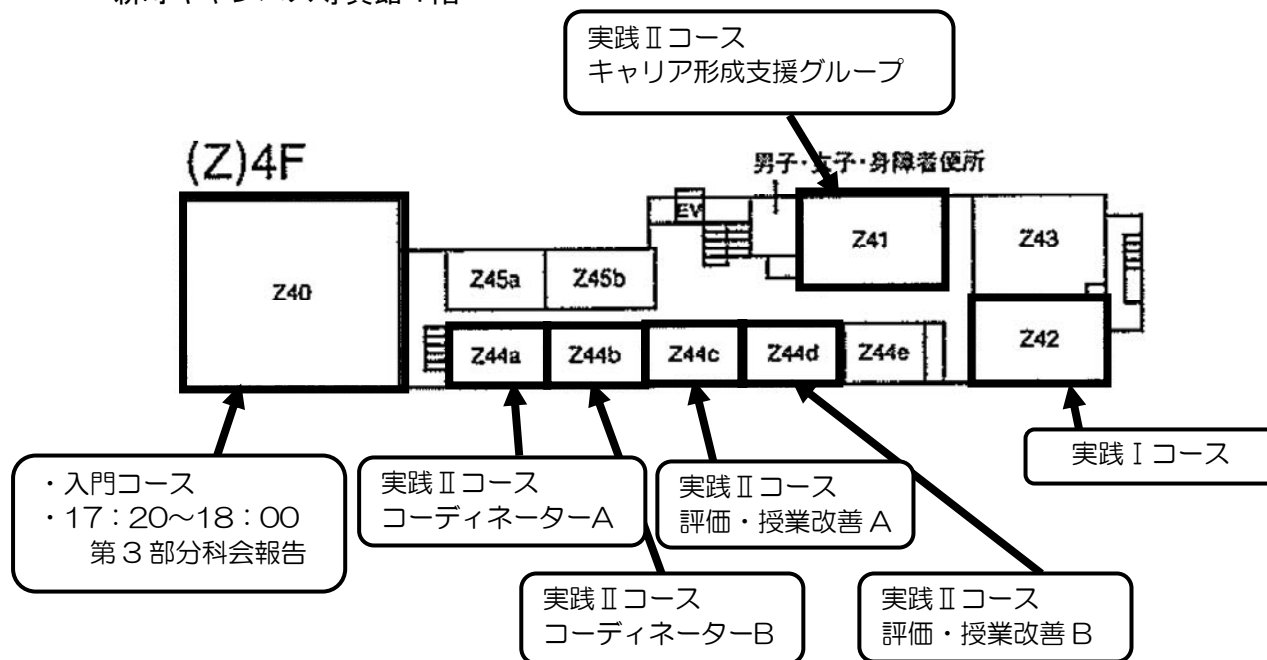 実践Ⅱコース
キャリア形成支援グループ
(Z)4F
男子・女子・身障者便所
EV
Z41
Z43
Z40
Z45a
Z45b
Z42
Z44a
Z44b
Z44c
Z44d
Z44e
実践Ⅰコース
・入門コース
・17：20～18：00
第3部分科会報告
実践Ⅱコース
コーディネーターA
実践Ⅱコース
評価・授業改善A
実践Ⅱコース
コーディネーターB
実践Ⅱコース
評価・授業改善B